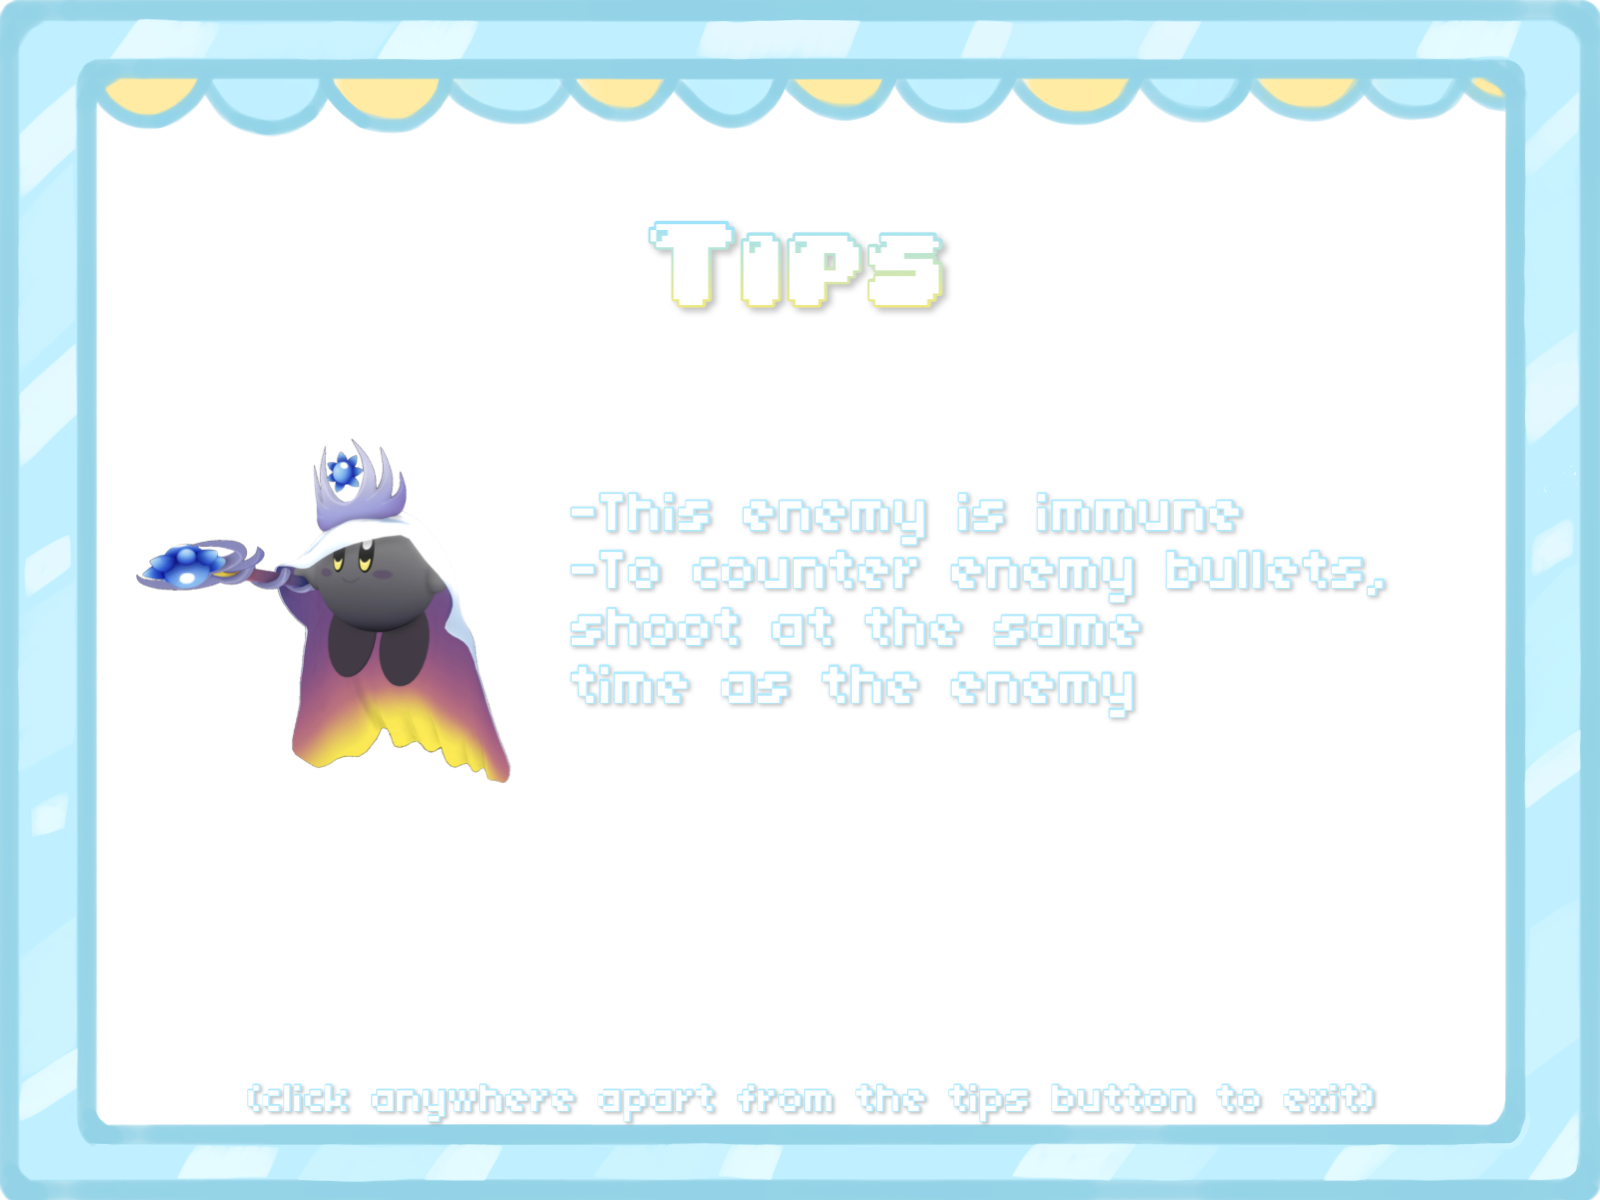 Tips
-This enemy is immune
-To counter enemy bullets,
shoot at the same
time as the enemy
(click anywhere apart from the tips button to exit)